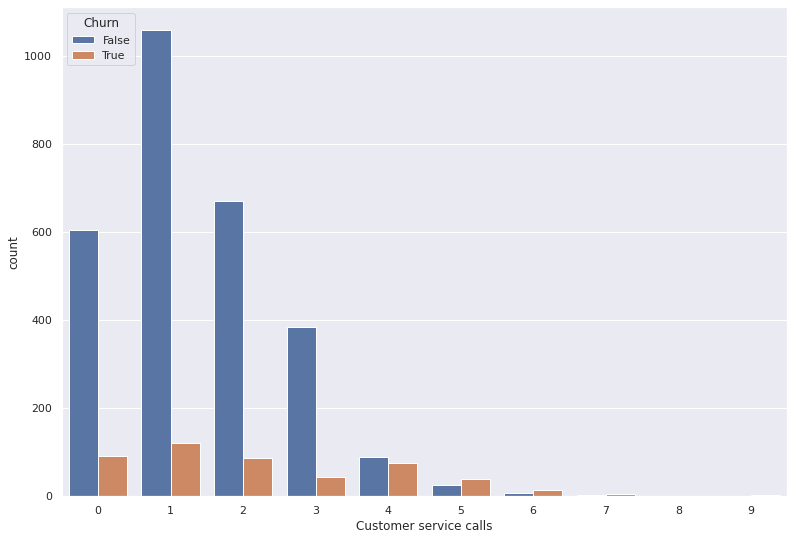 Churn
False
True
1000
800
600
400
200
0
count
0 1 2 3 4 5 6 7 8 9
Customer service calls